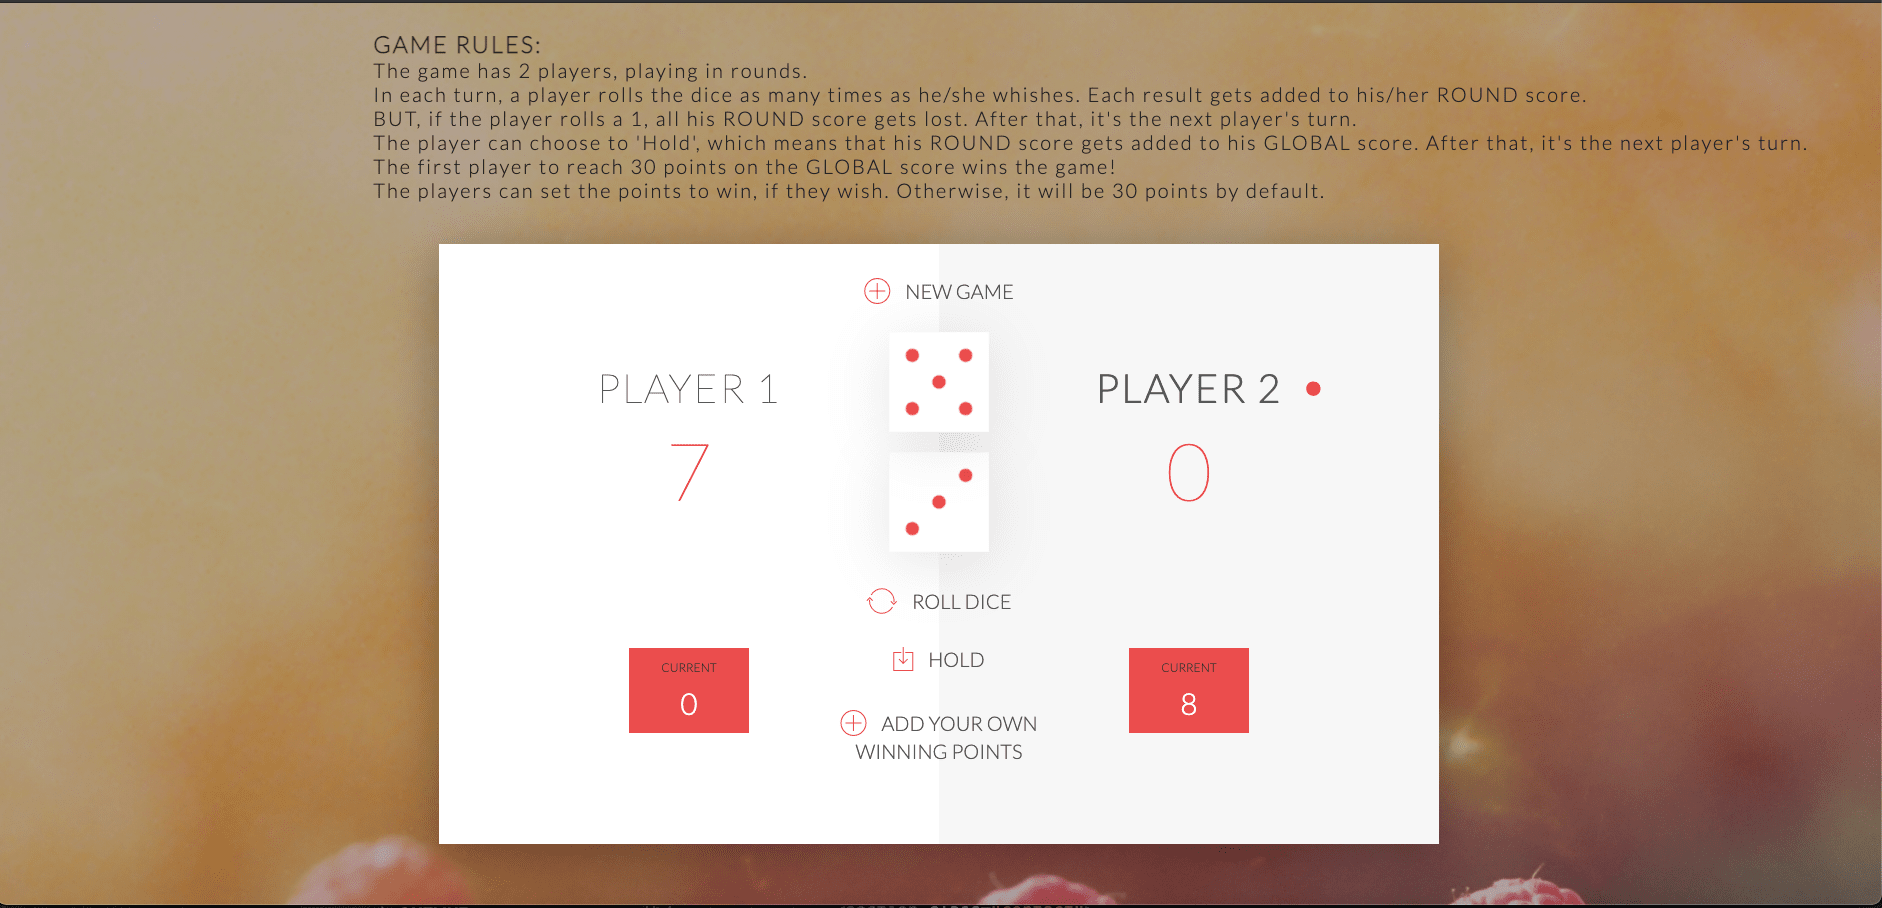 GAME RULES:
The game has 2 players, playing in rounds.
In each turn, a player rolls the dice as many times as he/she whishes. Each result gets added to his/her ROUND score.
BUT, if the player rolls a 1, all his ROUND score gets lost. After that, it's the next player's turn.
The player can choose to 'Hold', which means that his ROUND score gets added to his GLOBAL score. After that, it's the next player's turn.
The first player to reach 30 points on the GLOBAL score wins the game!
The players can set the points to win, if they wish. Otherwise, it will be 30 points by default.
NEW GAME
PLAYER 1
7
PLAYER 2
0
ROLL DICE
HOLD
CURRENT
0
CURRENT
8
ADD YOUR OWN
WINNING POINTS